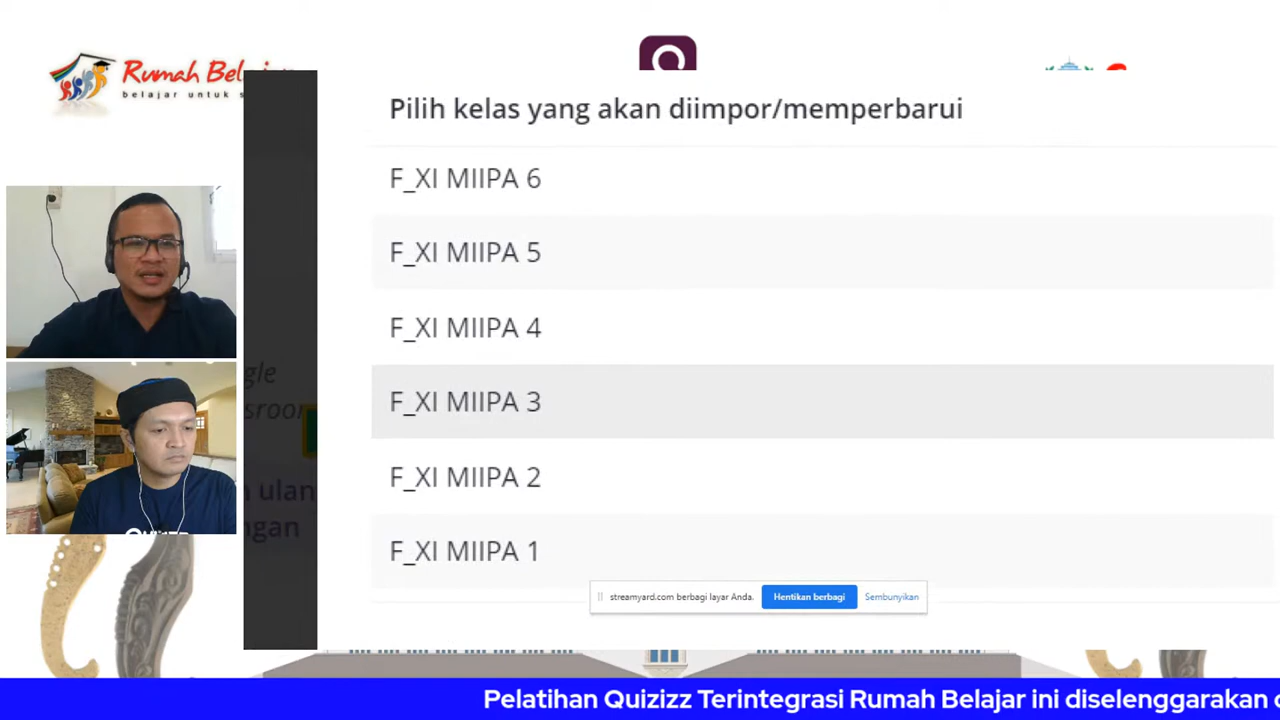 Rumah Bel
belajar untuk s
Pilih kelas yang akan diimpor/memperbarui
F_XI MIIPA 6
F_XI MIIPA 5
F_XI MIIPA 4
F_XI MIIPA 3
F_XI MIIPA 2
F_XI MIIPA 1
gle
sroom
n ulan
ngan
streamyard.com berbagi layar Anda.
Hentikan berbagi
Sembunyikan
Pelatihan Quizizz Terintegrasi Rumah Belajar ini diselenggarakan